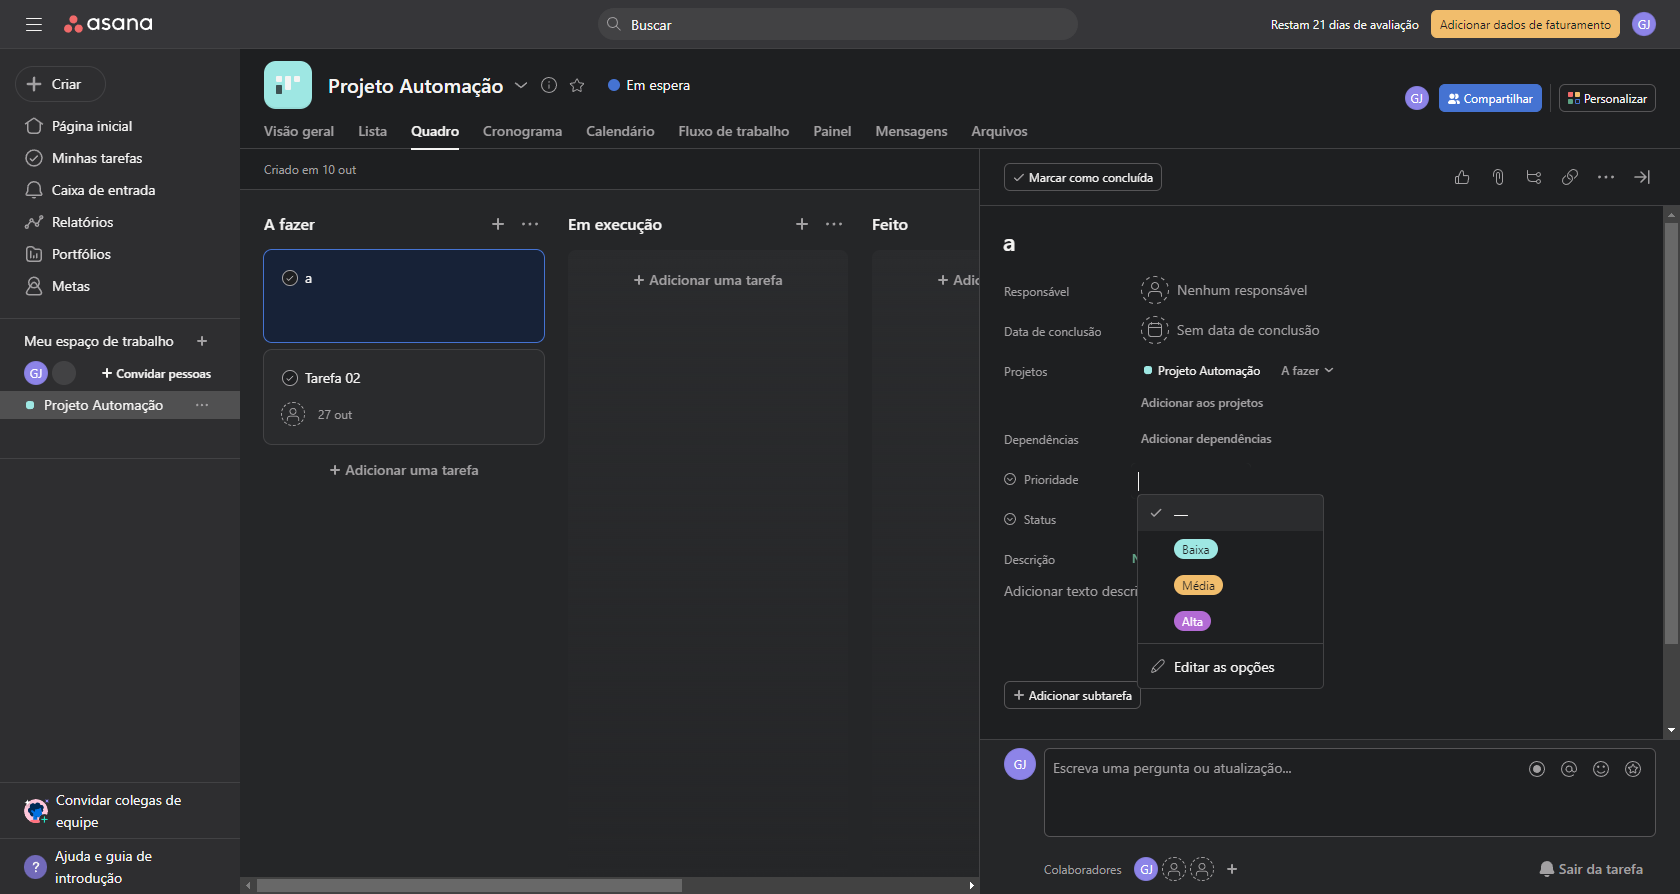 asana
Buscar
Restam 21 dias de avaliação
Adicionar dados de faturamento
GJ
Criar
Página inicial
Minhas tarefas
Caixa de entrada
Relatórios
Portfólios
Metas
Meu espaço de trabalho
GJ
Convidar pessoas
Projeto Automação
Convidar colegas de
equipe
Ajuda e guia de
introdução
Projeto Automação
Em espera
GJ
Compartilhar
Personalizar
Visão geral
Lista
Quadro
Cronograma
Calendário
Fluxo de trabalho
Painel
Mensagens
Arquivos
Criado em 10 out
A fazer
a
Tarefa 02
27 out
+ Adicionar uma tarefa
Em execução
+ Adicionar uma tarefa
Feito
+ Adic
Marcar como concluída
a
Responsável
Nenhum responsável
Data de conclusão
Sem data de conclusão
Projetos
Projeto Automação
A fazer
Adicionar aos projetos
Dependências
Adicionar dependências
Prioridade
—
Baixa
Média
Alta
Editar as opções
Status
Descrição
Adicionar texto descri
+ Adicionar subtarefa
GJ
Escreva uma pergunta ou atualização...
Colaboradores
GJ
Sair da tarefa